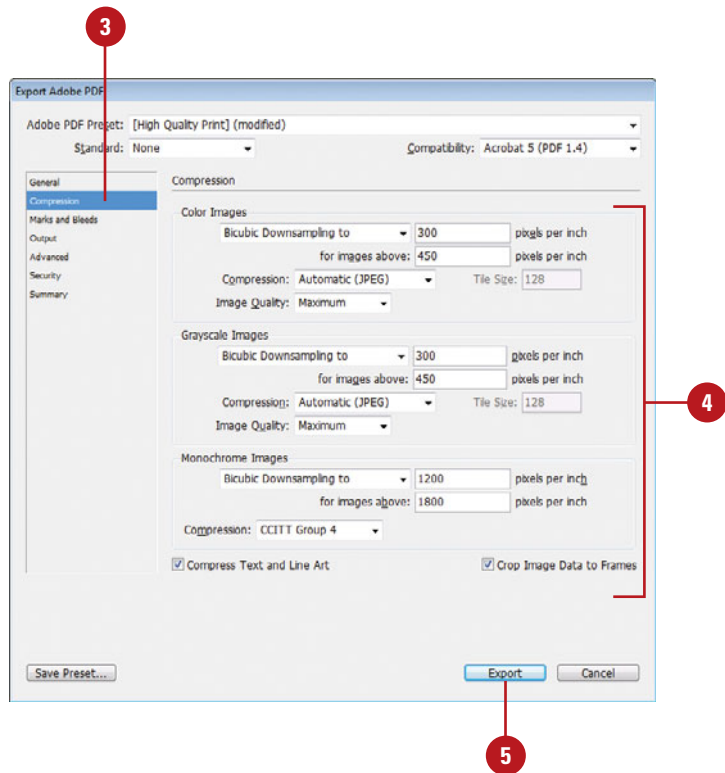 3
Export Adobe PDF
Adobe PDF Preset: [High Quality Print] (modified)
Standard: None Compatibility: Acrobat 5 (PDF 1.4)
General
Compression
Marks and Bleeds
Output
Advanced
Security
Summary
Compression
Color Images
Bicubic Downsampling to 300 pixels per inch
for images above: 450 pixels per inch
Compression: Automatic (JPEG) Tile Size: 128
Image Quality: Maximum
Grayscale Images
Bicubic Downsampling to 300 pixels per inch
for images above: 450 pixels per inch
Compression: Automatic (JPEG) Tile Size: 128
Image Quality: Maximum
Monochrome Images
Bicubic Downsampling to 1200 pixels per inch
for images above: 1800 pixels per inch
Compression: CCITT Group 4
Compress Text and Line Art Crop Image Data to Frames
4
Save Preset... Export Cancel
5